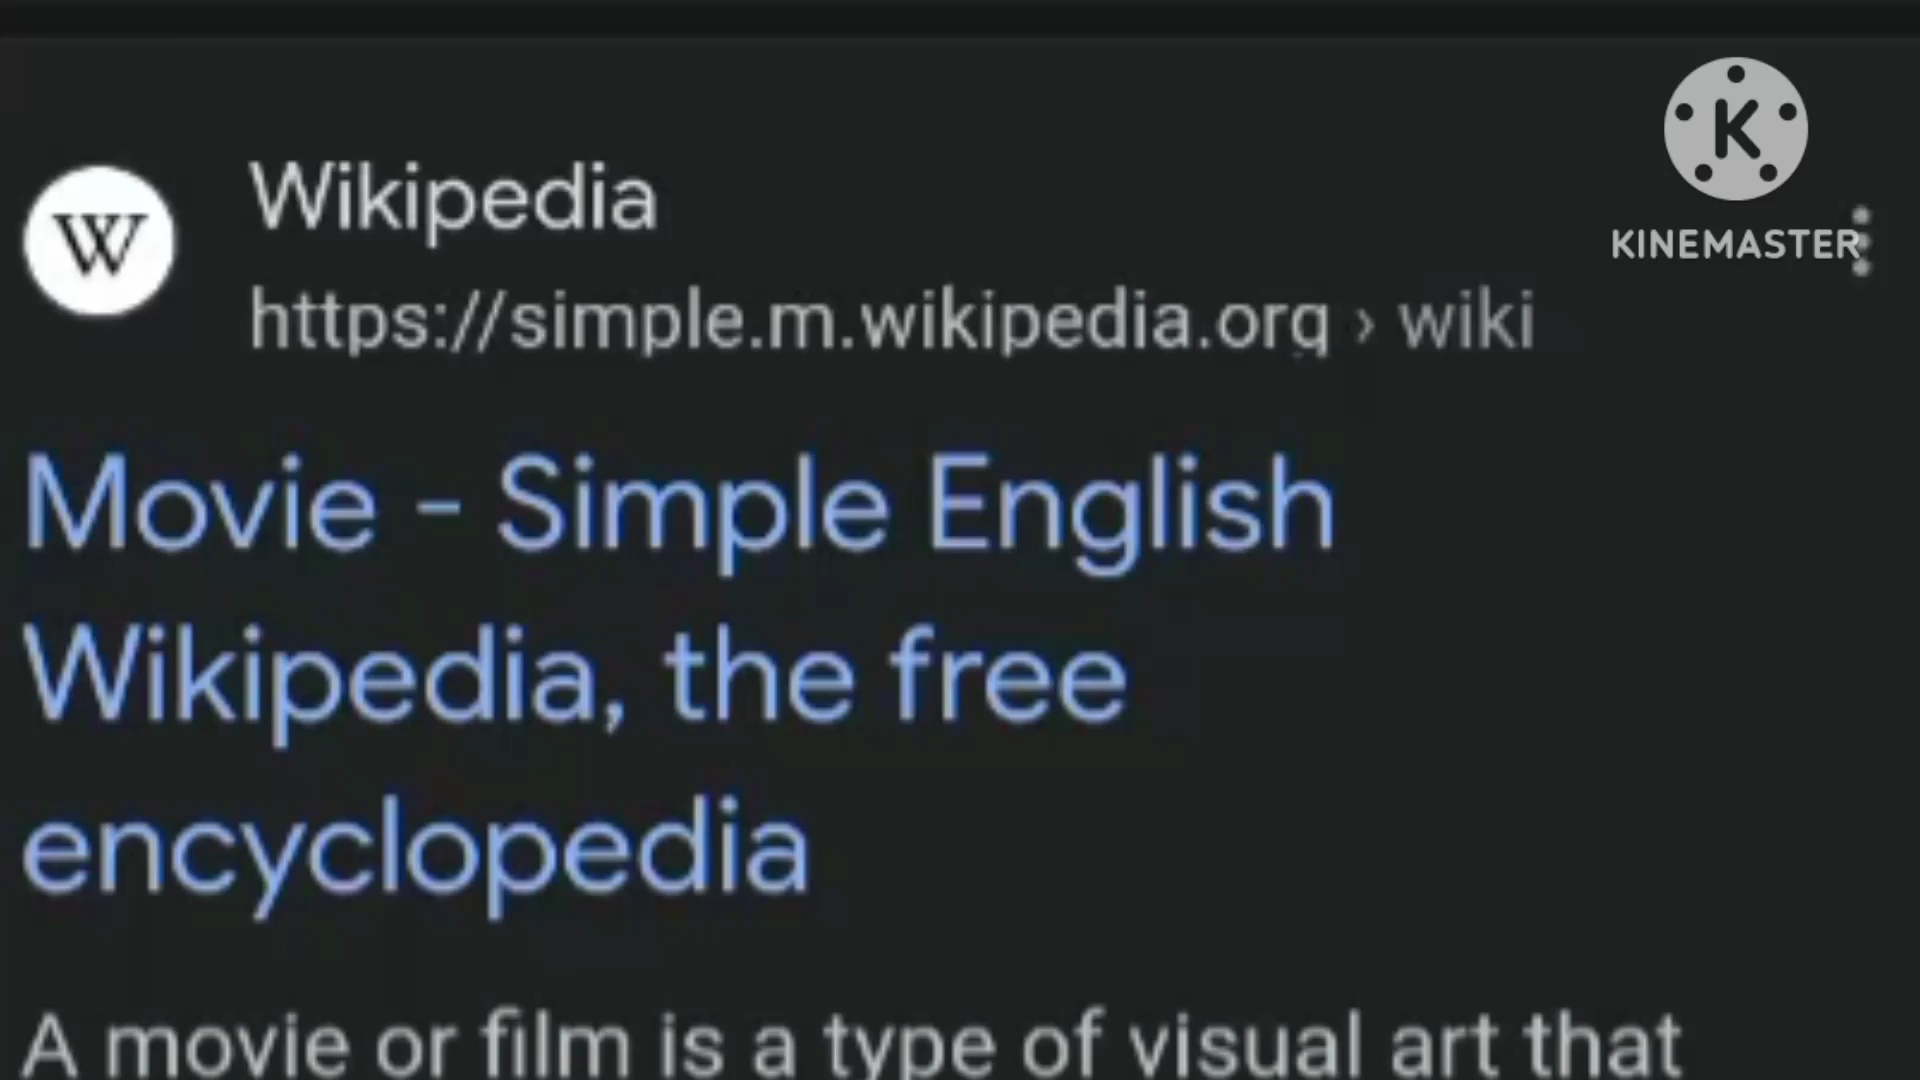 Wikipedia
https://simple.m.wikipedia.org › wiki
Movie - Simple English
Wikipedia, the free
encyclopedia
A movie or film is a type of visual art that
W
K
KINEMASTER